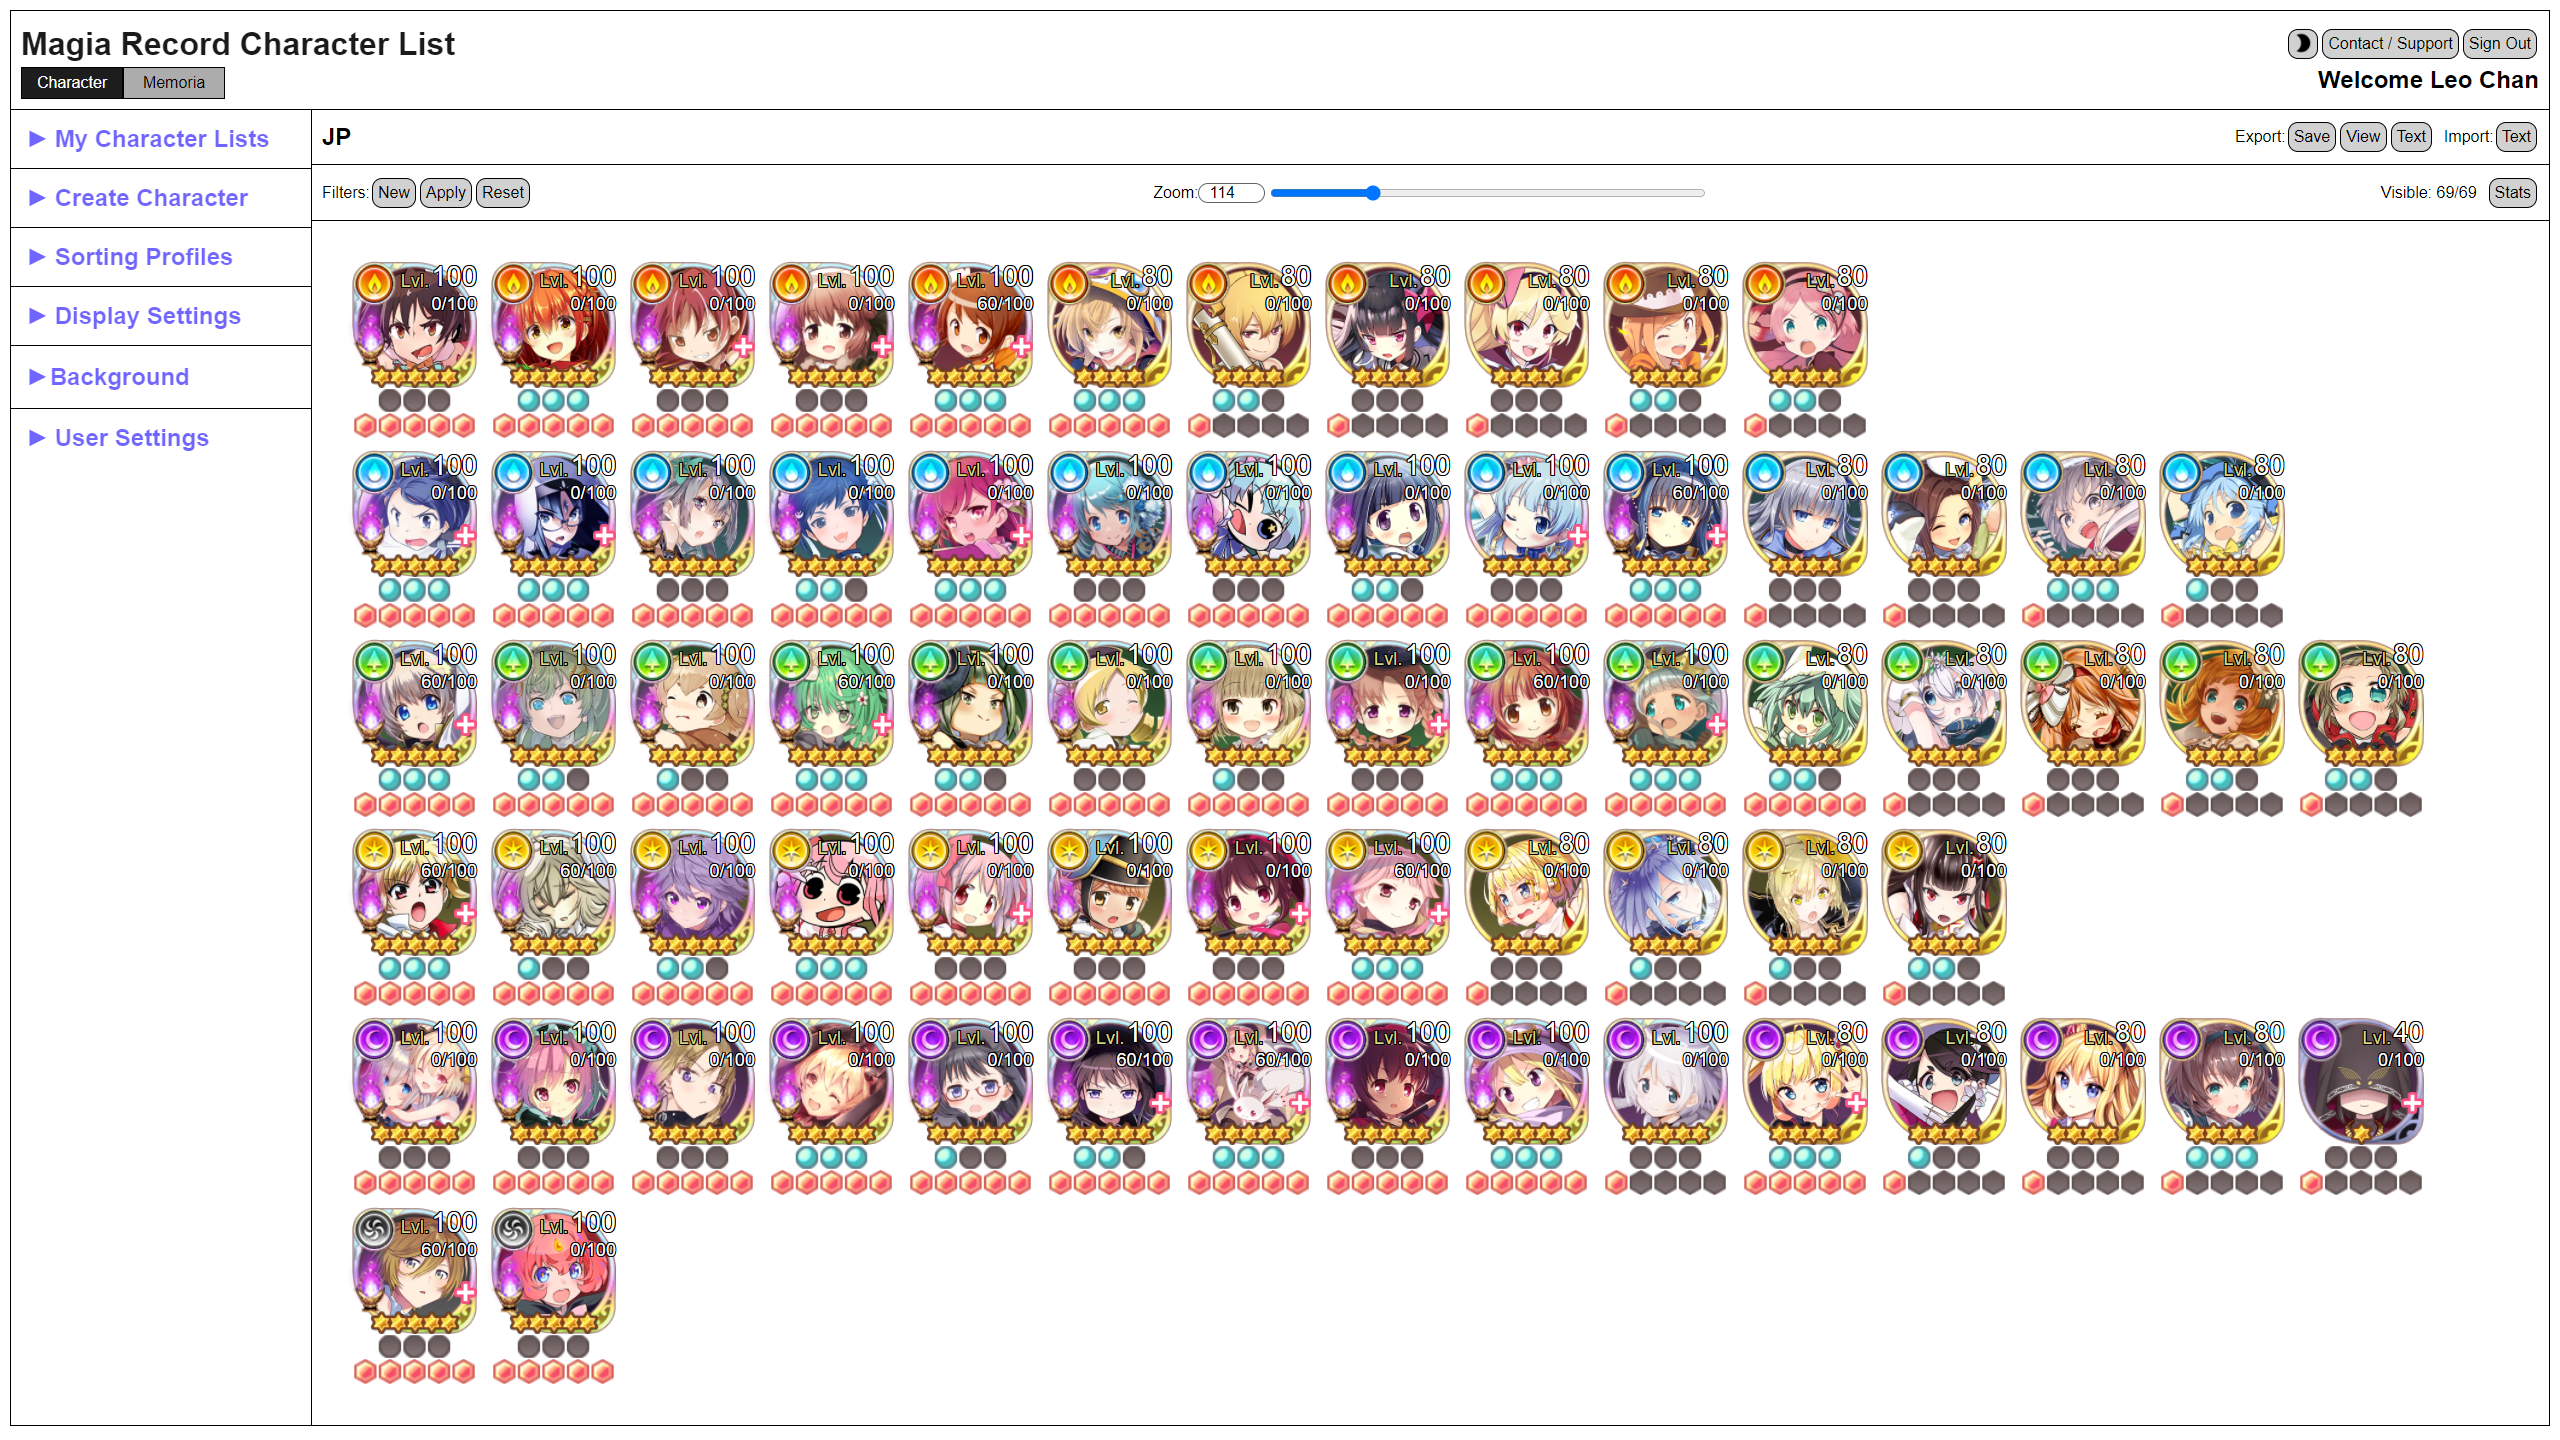 Magia Record Character List
Contact / Support Sign Out
Character Memoria
Welcome Leo Chan
► My Character Lists
► Create Character
► Sorting Profiles
► Display Settings
►Background
► User Settings
JP
Export: Save View Text Import: Text
Filters: New Apply Reset
Zoom: 114
Visible: 69/69 Stats
Lvl.100 Lvl.100 Lvl.100 Lvl.100 Lvl.100 Lvl.80 Lvl.80 Lvl.80 Lvl.80 Lvl.80 Lvl.80
0/100 0/100 0/100 0/100 60/100 0/100 0/100 0/100 0/100 0/100 0/100
Lvl.100 Lvl.100 Lvl.100 Lvl.100 Lvl.100 Lvl.100 Lvl.100 Lvl.100 Lvl.100 Lvl.100 Lvl.80 Lvl.80 Lvl.80 Lvl.80
0/100 0/100 0/100 0/100 0/100 0/100 0/100 0/100 0/100 60/100 0/100 0/100 0/100 0/100
Lvl.100 Lvl.100 Lvl.100 Lvl.100 Lvl.100 Lvl.100 Lvl.100 Lvl.100 Lvl.100 Lvl.100 Lvl.80 Lvl.80 Lvl.80 Lvl.80 Lvl.80
60/100 0/100 0/100 60/100 0/100 0/100 0/100 0/100 60/100 0/100 0/100 0/100 0/100 0/100 0/100
Lvl.100 Lvl.100 Lvl.100 Lvl.100 Lvl.100 Lvl.100 Lvl.100 Lvl.100 Lvl.80 Lvl.80 Lvl.80 Lvl.80
60/100 60/100 0/100 0/100 0/100 0/100 0/100 60/100 0/100 0/100 0/100 0/100
Lvl.100 Lvl.100 Lvl.100 Lvl.100 Lvl.100 Lvl.100 Lvl.100 Lvl.100 Lvl.100 Lvl.100 Lvl.80 Lvl.80 Lvl.80 Lvl.80 Lvl.40
0/100 0/100 0/100 0/100 0/100 60/100 60/100 0/100 0/100 0/100 0/100 0/100 0/100 0/100 0/100
Lvl.100 Lvl.100
60/100 0/100